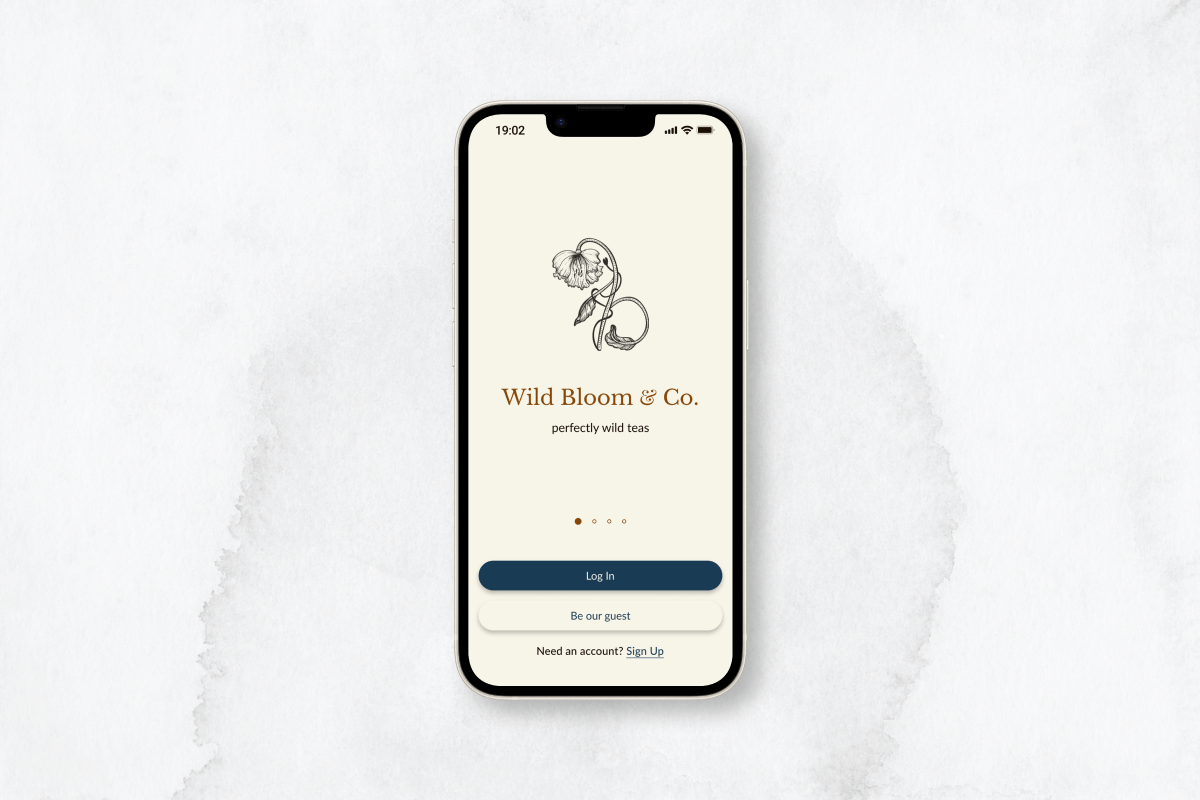 19:02
Wild Bloom & Co.
perfectly wild teas
Log In
Be our guest
Need an account? Sign Up